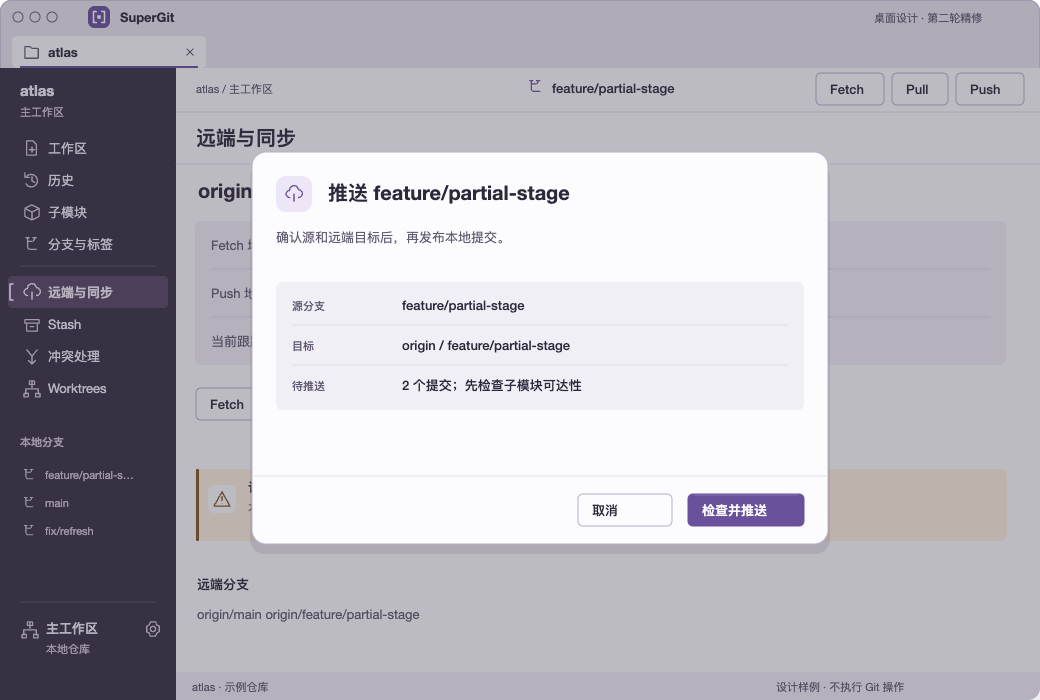 SuperGit
桌面设计 · 第二轮精修
atlas
atlas
主工作区
工作区
历史
子模块
分支与标签
远端与同步
Stash
冲突处理
Worktrees
本地分支
feature/partial-s…
main
fix/refresh
主工作区
本地仓库
atlas / 主工作区
feature/partial-stage
Fetch
Pull
Push
远端与同步
origin
Fetch
Push
当前跟
Fetch
推送 feature/partial-stage
确认源和远端目标后，再发布本地提交。
源分支 feature/partial-stage
目标 origin / feature/partial-stage
待推送 2 个提交；先检查子模块可达性
取消
检查并推送
远端分支
origin/main origin/feature/partial-stage
atlas · 示例仓库
设计样例 · 不执行 Git 操作